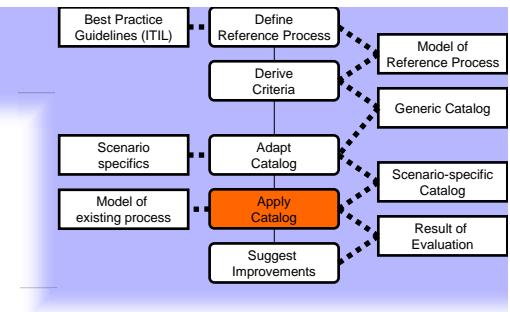 Best Practice
Guidelines (ITIL)
Define
Reference Process
Model of
Reference Process
Derive
Criteria
Generic Catalog
Scenario
specifics
Adapt
Catalog
Scenario-specific
Catalog
Model of
existing process
Apply
Catalog
Result of
Evaluation
Suggest
Improvements